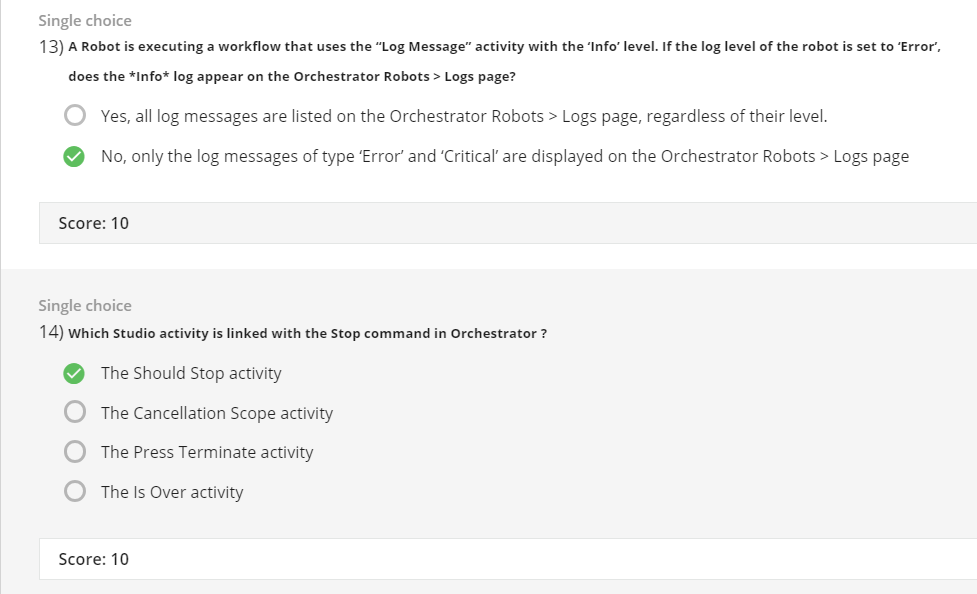 Single choice
13) A Robot is executing a workflow that uses the “Log Message” activity with the ‘Info’ level. If the log level of the robot is set to ‘Error’,
does the *Info* log appear on the Orchestrator Robots > Logs page?
Yes, all log messages are listed on the Orchestrator Robots > Logs page, regardless of their level.
No, only the log messages of type ‘Error’ and ‘Critical’ are displayed on the Orchestrator Robots > Logs page
Score: 10
Single choice
14) Which Studio activity is linked with the Stop command in Orchestrator ?
The Should Stop activity
The Cancellation Scope activity
The Press Terminate activity
The Is Over activity
Score: 10